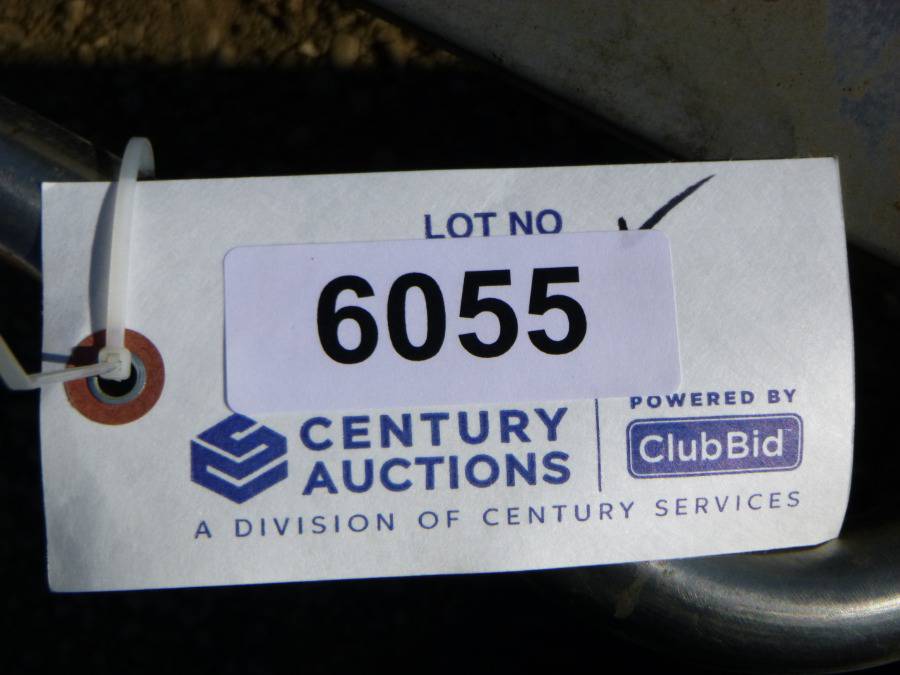 LOT NO
6055
CENTURY
AUCTIONS
POWERED BY
ClubBid
A DIVISION OF CENTURY SERVICES